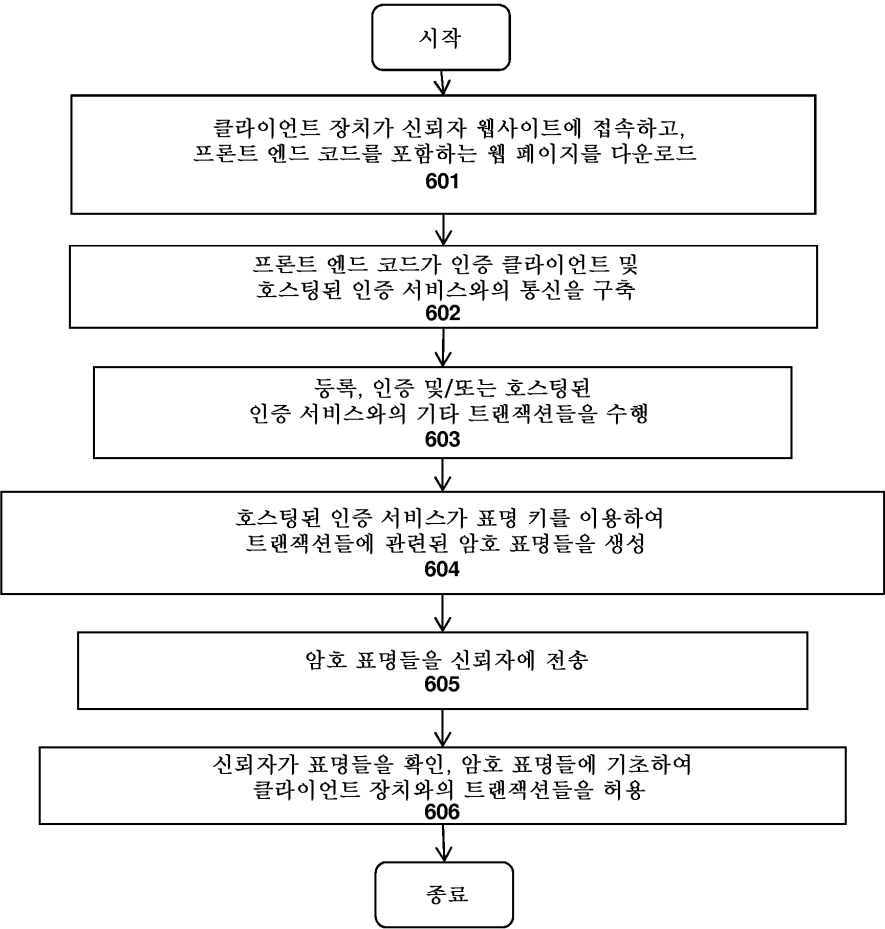 시작
클라이언트 장치가 신뢰자 웹사이트에 접속하고,
프론트 엔드 코드를 포함하는 웹 페이지를 다운로드
601
프론트 엔드 코드가 인증 클라이언트 및
호스팅된 인증 서비스와의 통신을 구축
602
등록, 인증 및/또는 호스팅된
인증 서비스와의 기타 트랜잭션들을 수행
603
호스팅된 인증 서비스가 표명 키를 이용하여
트랜잭션들에 관련된 암호 표명들을 생성
604
암호 표명들을 신뢰자에 전송
605
신뢰자가 표명들을 확인, 암호 표명들에 기초하여
클라이언트 장치와의 트랜잭션들을 허용
606
종료